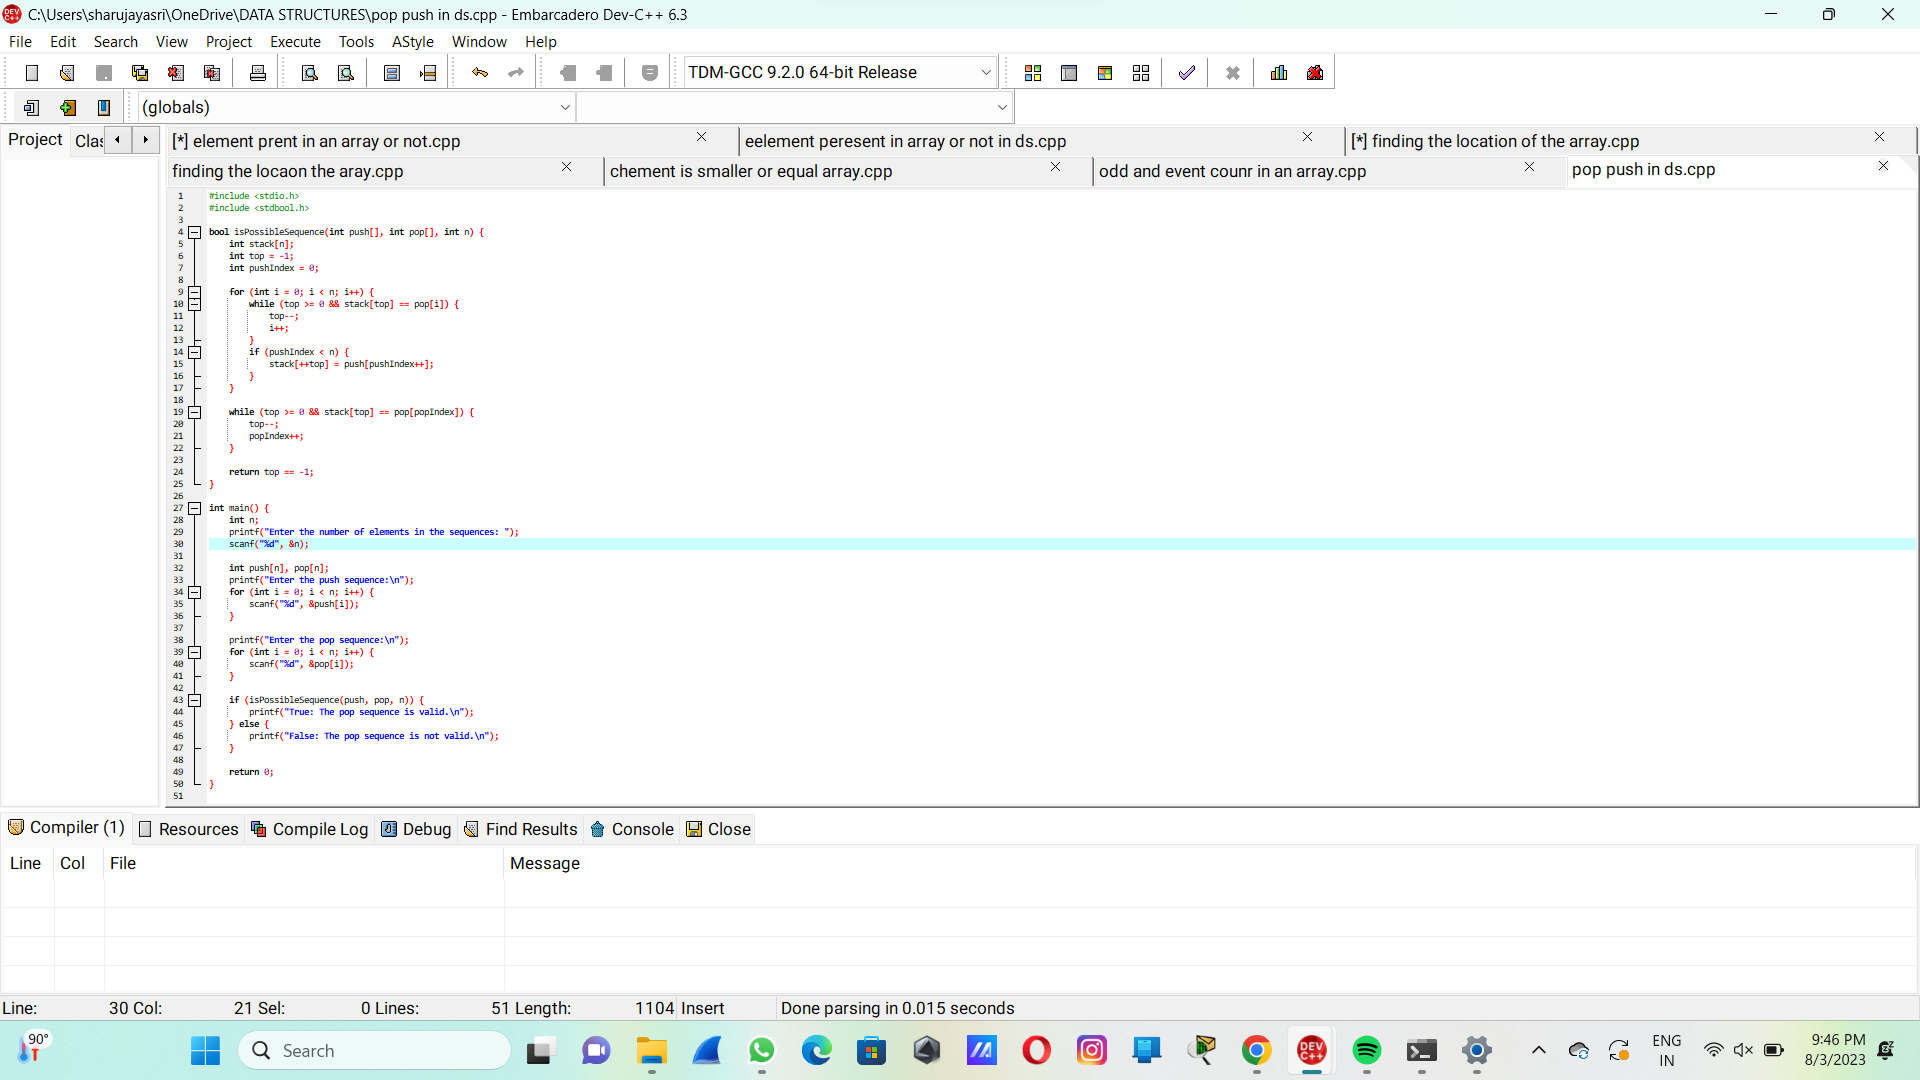 C:\Users\sharujayasri\OneDrive\DATA STRUCTURES\pop push in ds.cpp - Embarcadero Dev-C++ 6.3
File Edit Search View Project Execute Tools AStyle Window Help
TDM-GCC 9.2.0 64-bit Release
(globals)
Project Clas
[*] element prent in an array or not.cpp eelement peresent in array or not in ds.cpp [*] finding the location of the array.cpp
finding the locaon the aray.cpp chement is smaller or equal array.cpp odd and event counr in an array.cpp pop push in ds.cpp
1 #include <stdio.h>
2 #include <stdbool.h>
3
4 bool isPossibleSequence(int push[], int pop[], int n) {
5 int stack[n];
6 int top = -1;
7 int pushIndex = 0;
8
9 for (int i = 0; i < n; i++) {
10 while (top >= 0 && stack[top] == pop[i]) {
11 top--;
12 i++;
13 }
14 if (pushIndex < n) {
15 stack[++top] = push[pushIndex++];
16 }
17 }
18
19 while (top >= 0 && stack[top] == pop[popIndex]) {
20 top--;
21 popIndex++;
22 }
23
24 return top == -1;
25 }
26
27 int main() {
28 int n;
29 printf("Enter the number of elements in the sequences: ");
30 scanf("%d", &n);
31
32 int push[n], pop[n];
33 printf("Enter the push sequence:\n");
34 for (int i = 0; i < n; i++) {
35 scanf("%d", &push[i]);
36 }
37
38 printf("Enter the pop sequence:\n");
39 for (int i = 0; i < n; i++) {
40 scanf("%d", &pop[i]);
41 }
42
43 if (isPossibleSequence(push, pop, n)) {
44 printf("True: The pop sequence is valid.\n");
45 } else {
46 printf("False: The pop sequence is not valid.\n");
47 }
48
49 return 0;
50 }
51
Compiler (1) Resources Compile Log Debug Find Results Console Close
Line Col File Message
Line: 30 Col: 21 Sel: 0 Lines: 51 Length: 1104 Insert Done parsing in 0.015 seconds
90° Search DEV C++ ENG IN 9:46 PM 8/3/2023